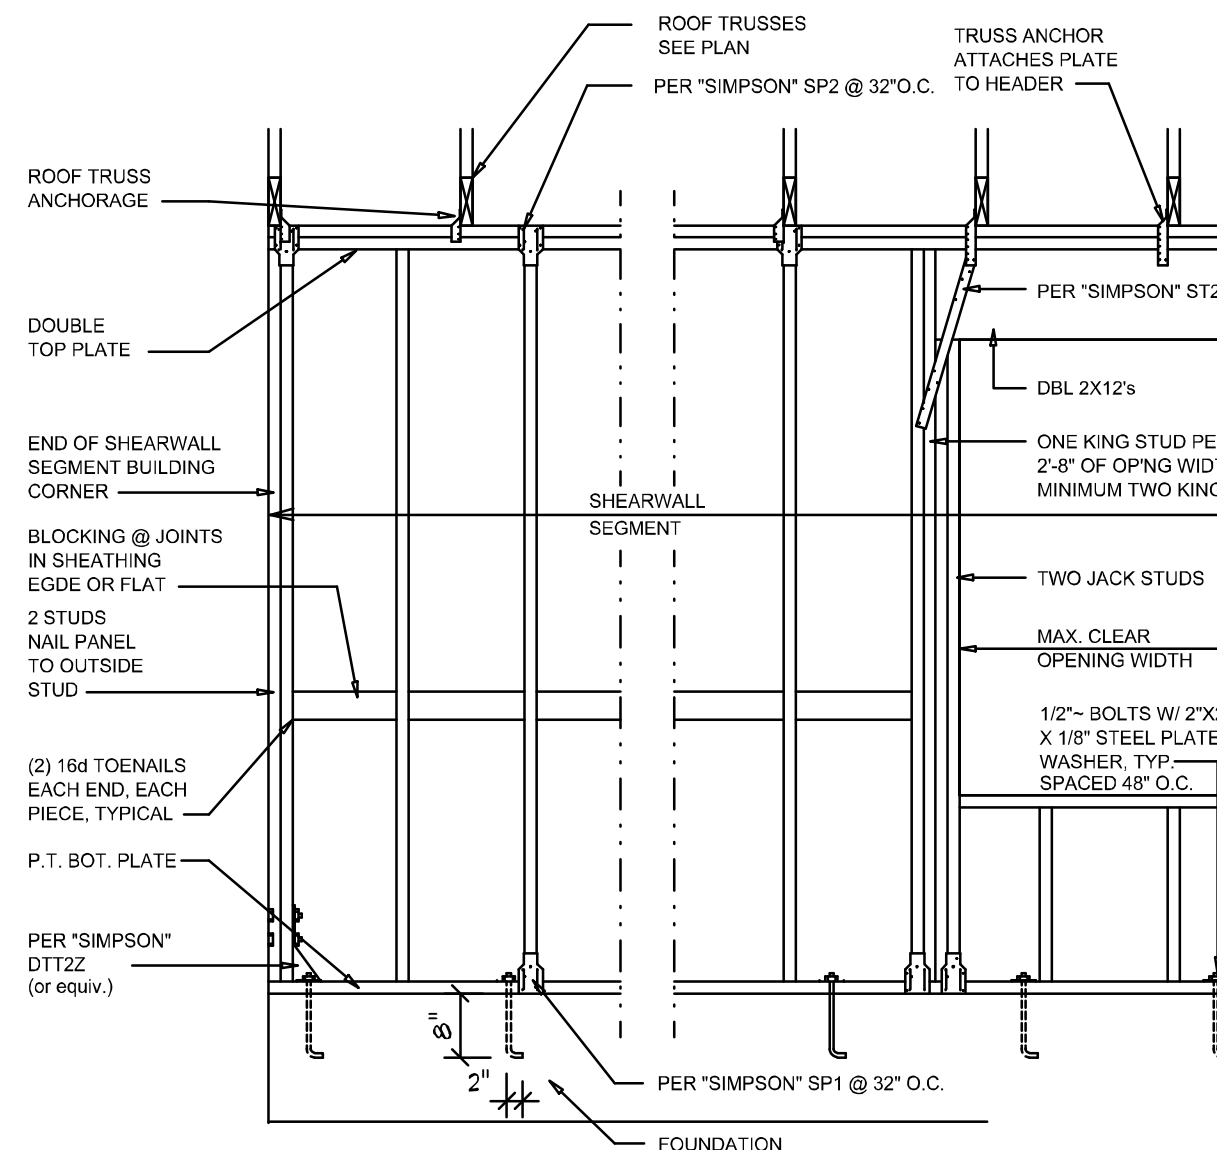 ROOF TRUSSES
SEE PLAN
PER "SIMPSON" SP2 @ 32"O.C.
TRUSS ANCHOR
ATTACHES PLATE
TO HEADER
ROOF TRUSS
ANCHORAGE
DOUBLE
TOP PLATE
PER "SIMPSON" ST2
DBL 2X12's
END OF SHEARWALL
SEGMENT BUILDING
CORNER
ONE KING STUD PE
2'-8" OF OP'NG WID
MINIMUM TWO KING
SHEARWALL
SEGMENT
BLOCKING @ JOINTS
IN SHEATHING
EGDE OR FLAT
TWO JACK STUDS
2 STUDS
NAIL PANEL
TO OUTSIDE
STUD
MAX. CLEAR
OPENING WIDTH
1/2"~ BOLTS W/ 2"X2
X 1/8" STEEL PLATE
WASHER, TYP.
SPACED 48" O.C.
(2) 16d TOENAILS
EACH END, EACH
PIECE, TYPICAL
P.T. BOT. PLATE
PER "SIMPSON"
DTT2Z
(or equiv.)
8"
2"
PER "SIMPSON" SP1 @ 32" O.C.
FOUNDATION